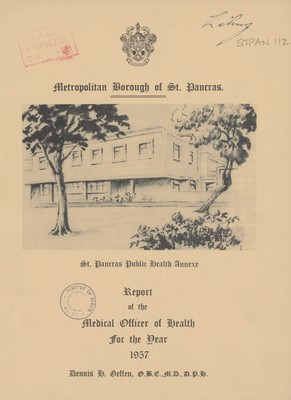 STPAN 112
Metropolitan Borough of St. Pancras.
St. Pancras Public Health Annexe
Report
of the
Medical Officer of Health
For the Year
1957
Dennis H. Geffen, O.B.E., M.D., D.P.H.